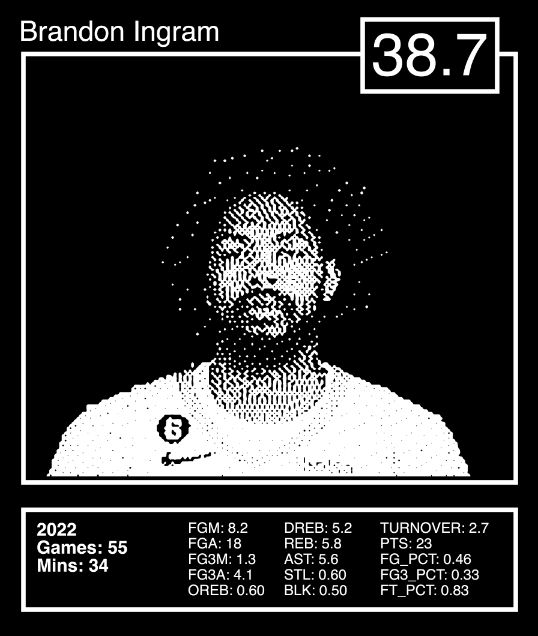 Brandon Ingram
38.7
6
2022
Games: 55
Mins: 34
FGM: 8.2
FGA: 18
FG3M: 1.3
FG3A: 4.1
OREB: 0.60
DREB: 5.2
REB: 5.8
AST: 5.6
STL: 0.60
BLK: 0.50
TURNOVER: 2.7
PTS: 23
FG_PCT: 0.46
FG3_PCT: 0.33
FT_PCT: 0.83